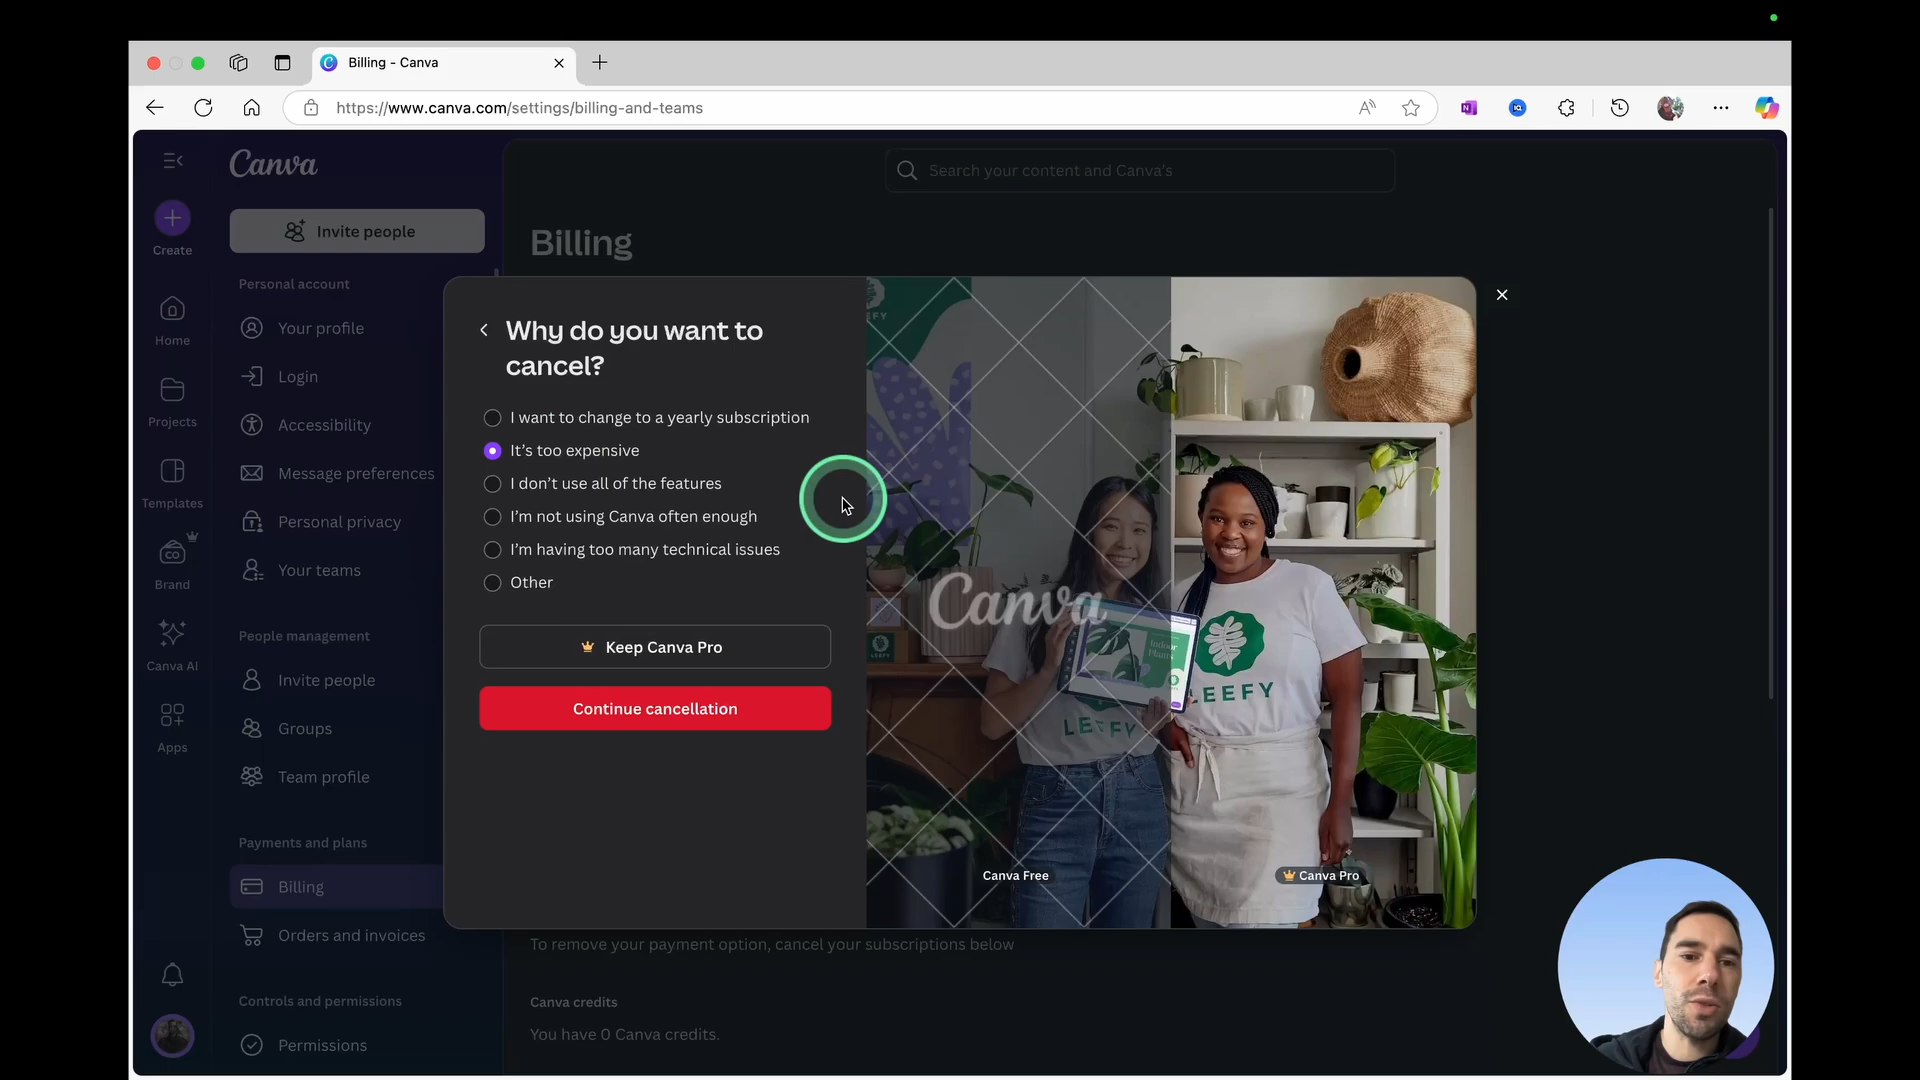 Billing - Canva
https://www.canva.com/settings/billing-and-teams
Canva
Search your content and Canva's
Create
Invite people
Billing
Personal account
Your profile
Home
Login
Projects
Accessibility
Message preferences
Templates
Personal privacy
Brand
Your teams
People management
Canva AI
Invite people
Groups
Apps
Team profile
Payments and plans
Billing
Orders and invoices
Controls and permissions
Permissions
Why do you want to
cancel?
I want to change to a yearly subscription
It's too expensive
I don't use all of the features
I'm not using Canva often enough
I'm having too many technical issues
Other
Keep Canva Pro
Continue cancellation
Canva
Indoor
Plants
LEEFY
LEEFY
Canva Free
Canva Pro
To remove your payment option, cancel your subscriptions below
Canva credits
You have 0 Canva credits.